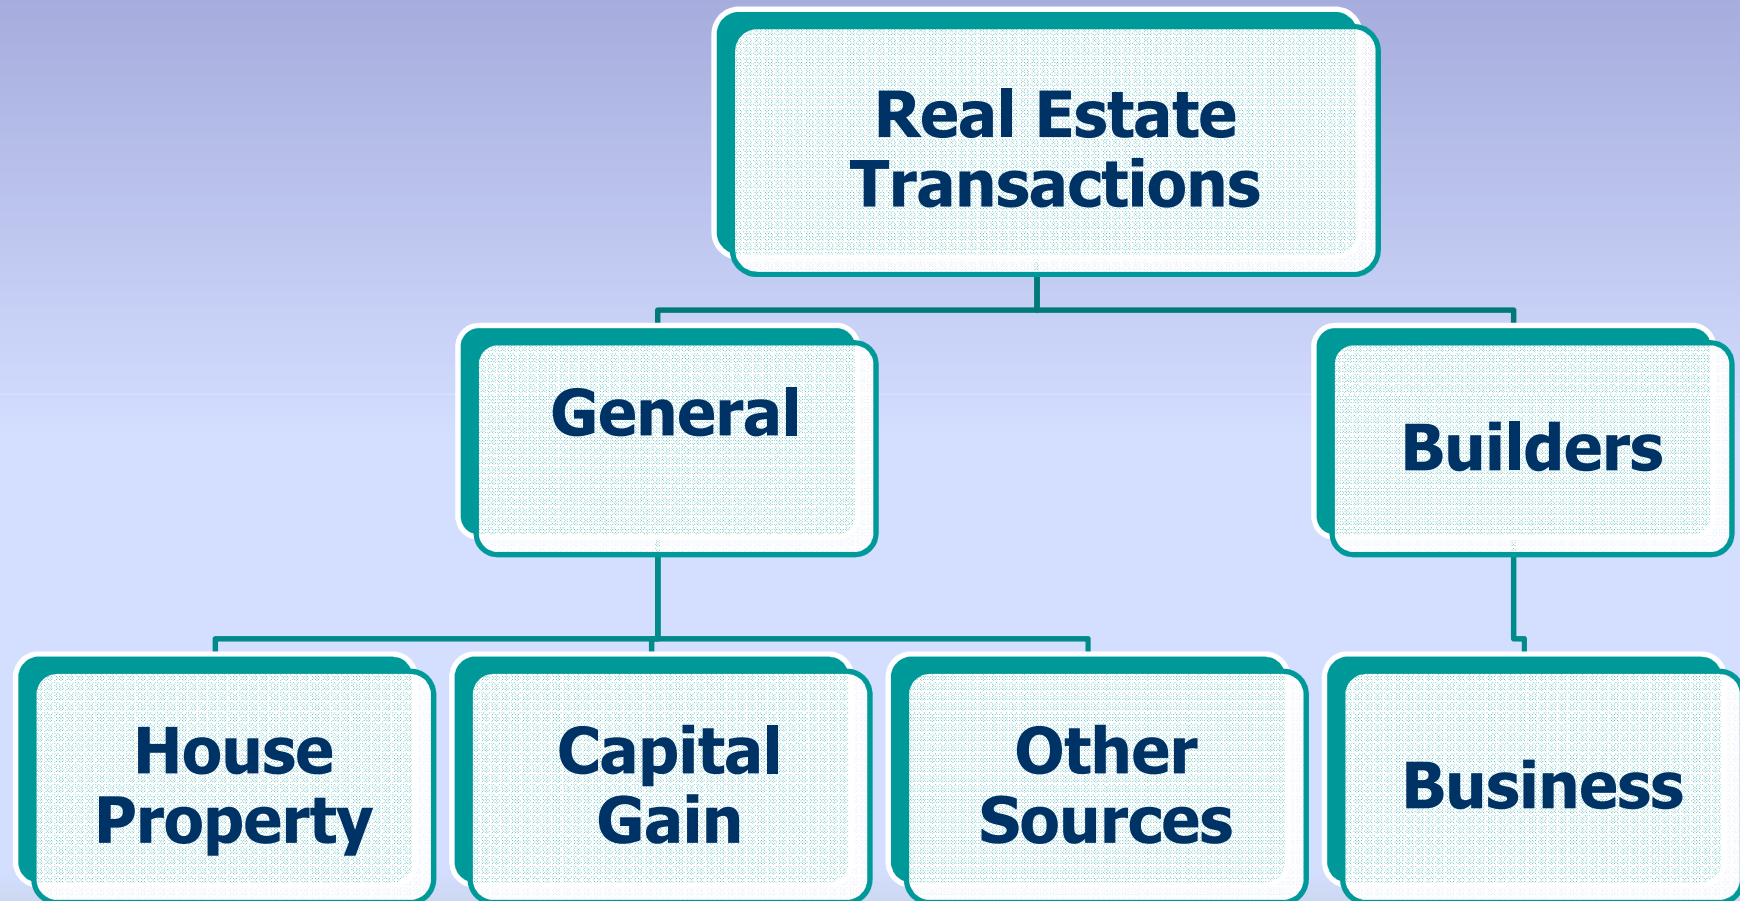 Real Estate
Transactions
General
Builders
House
Property
Capital
Gain
Other
Sources
Business